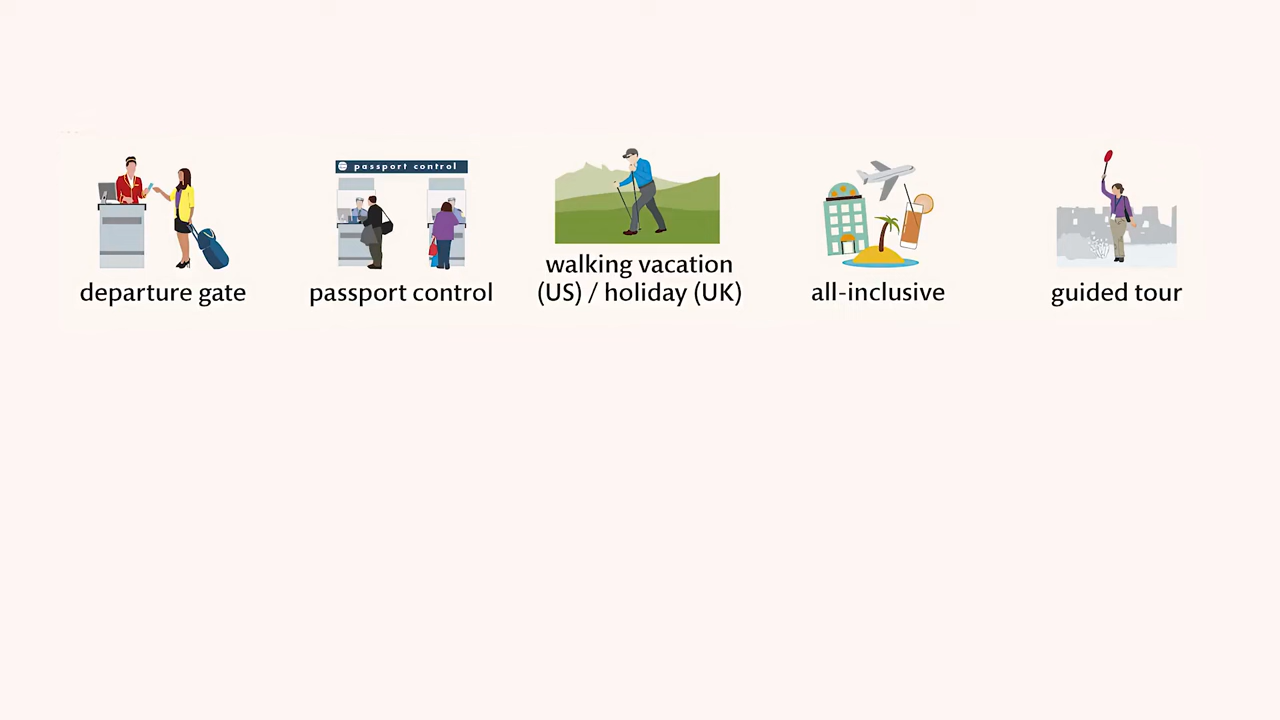 passport control
departure gate
passport control
walking vacation
(US) / holiday (UK)
all-inclusive
guided tour